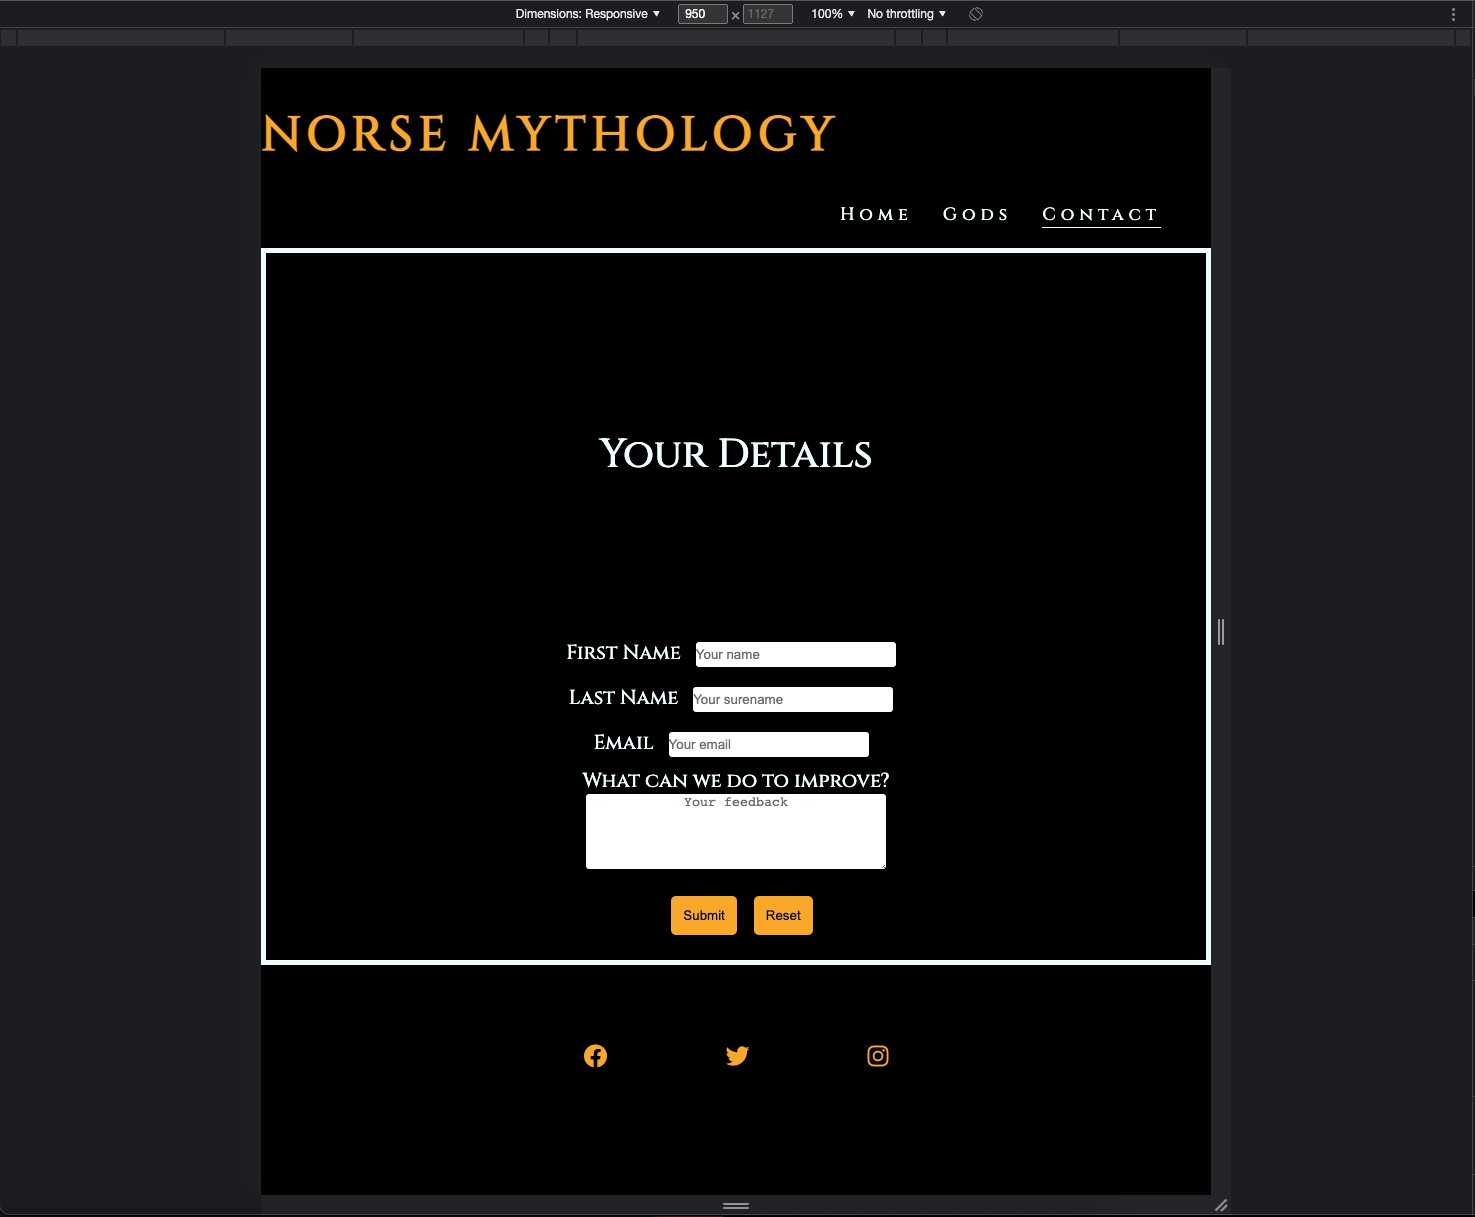 Dimensions: Responsive ▼ 950 × 1127 100% ▼ No throttling ▼
NORSE MYTHOLOGY
Home Gods Contact
Your Details
First Name Your name
Last Name Your surename
Email Your email
What can we do to improve?
Your feedback
Submit Reset